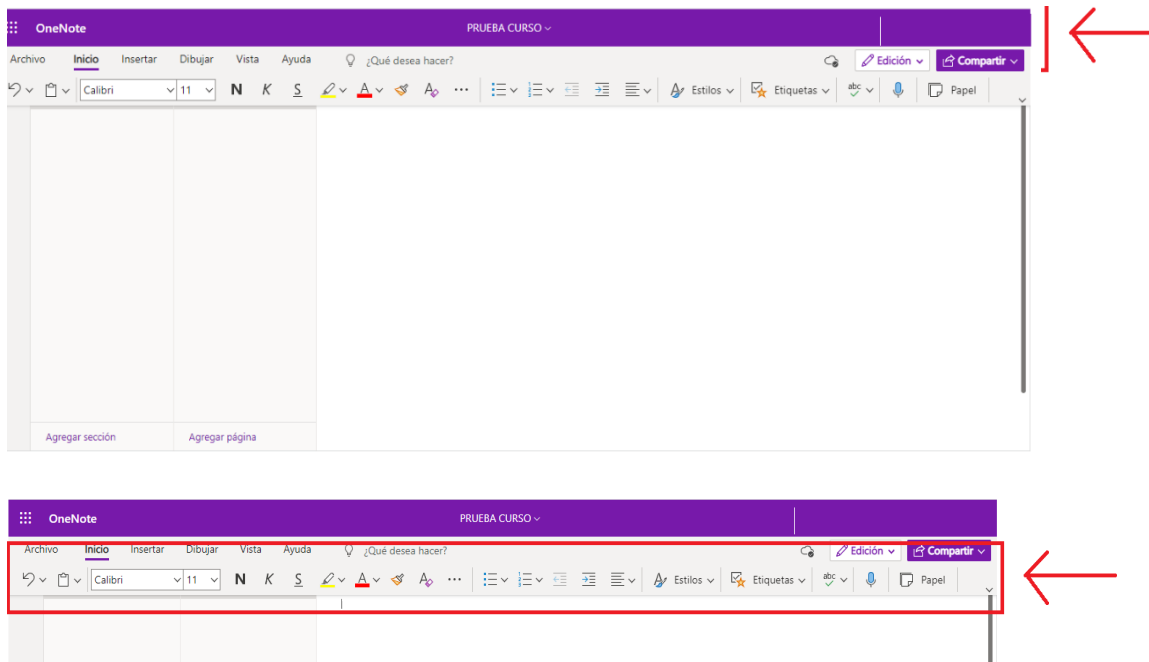 OneNote PRUEBA CURSO
Archivo Inicio Insertar Dibujar Vista Ayuda ¿Qué desea hacer? Edición Compartir
Calibri 11 N K S A A Estilos Etiquetas abc Papel
Agregar sección Agregar página
OneNote PRUEBA CURSO
Archivo Inicio Insertar Dibujar Vista Ayuda ¿Qué desea hacer? Edición Compartir
Calibri 11 N K S A A Estilos Etiquetas abc Papel